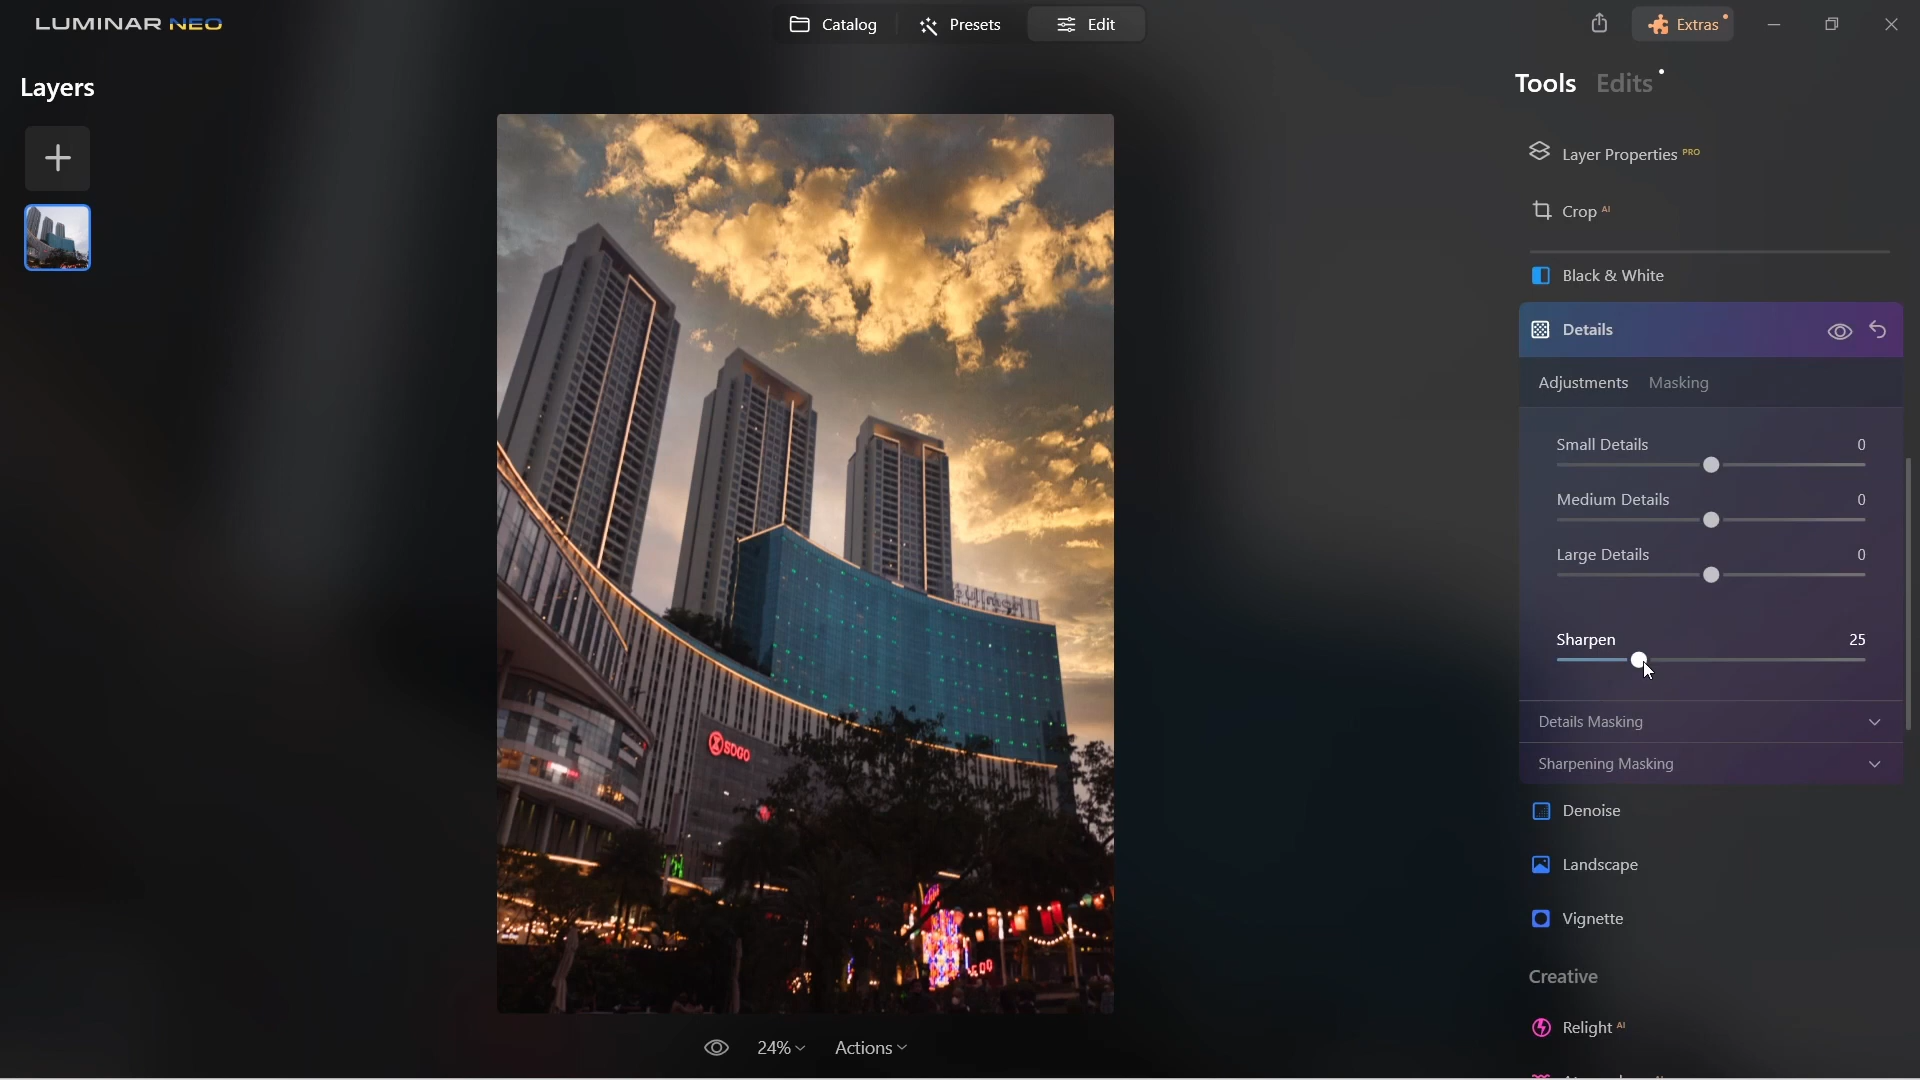 LUMINAR NEO
Catalog
Presets
Edit
Extras
Layers
Tools
Edits
Layer Properties PRO
Crop AI
Black & White
Details
Adjustments
Masking
Small Details 0
Medium Details 0
Large Details 0
Sharpen 25
Details Masking
Sharpening Masking
Denoise
Landscape
Vignette
Creative
Relight AI
pullman
SOGO
24%
Actions